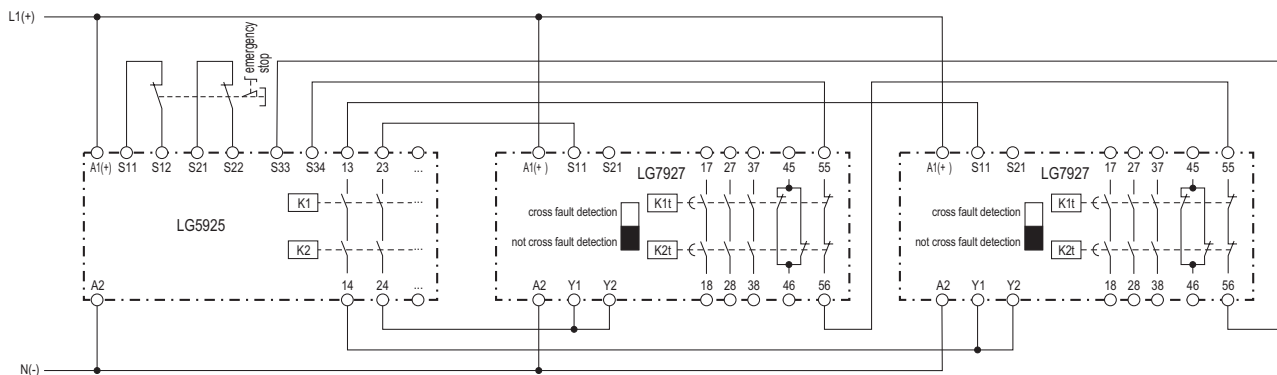 L1(+)
emergency
stop
A1(+) S11 S12 S21 S22 S33 S34 13 23 ...
A1(+ ) S11 S21 17 27 37 45 55
A1(+ ) S11 S21 17 27 37 45 55
LG5925
K1 ...
K2 ...
LG7927
cross fault detection
not cross fault detection
K1t
K2t
LG7927
cross fault detection
not cross fault detection
K1t
K2t
A2 14 24 ...
A2 Y1 Y2 18 28 38 46 56
A2 Y1 Y2 18 28 38 46 56
N(-)